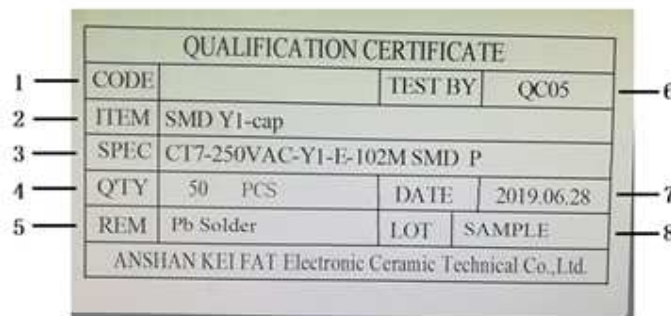 QUALIFICATION CERTIFICATE
1 CODE TEST BY QC05 6
2 ITEM SMD Y1-cap
3 SPEC CT7-250VAC-Y1-E-102M SMD P
4 Q'TY 50 PCS DATE 2019.06.28 7
5 REM Pb Solder LOT SAMPLE 8
ANSHAN KEI FAT Electronic Ceramic Technical Co.,Ltd.